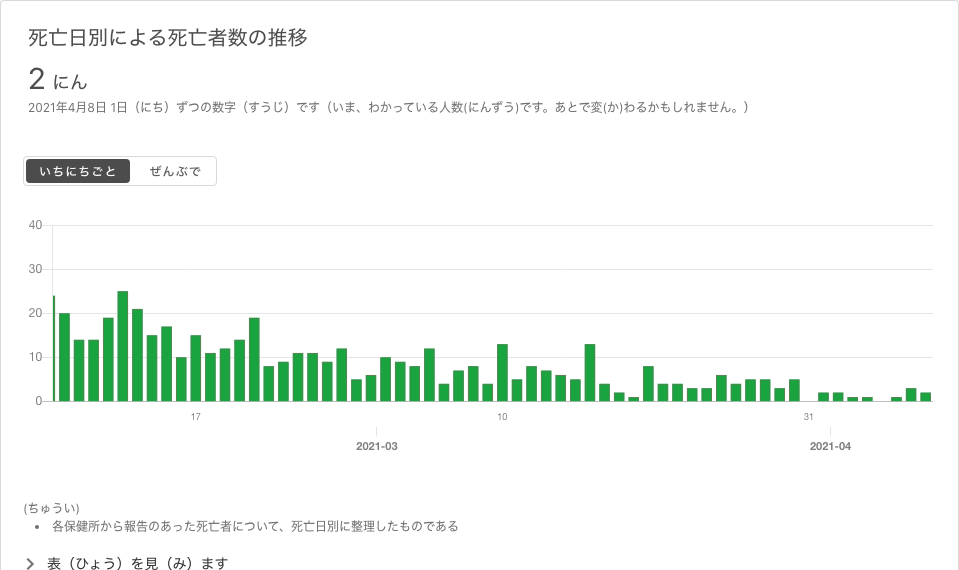 死亡日別による死亡者数の推移
2 にん
2021年4月8日 1日（にち）ずつの数字（すうじ）です（いま、わかっている人数(にんずう)です。あとで変(か)わるかもしれません。）
いちにちごと ぜんぶで
40
30
20
10
0
17 10 31
2021-03 2021-04
(ちゅうい)
• 各保健所から報告のあった死亡者について、死亡日別に整理したものである
表（ひょう）を見（み）ます